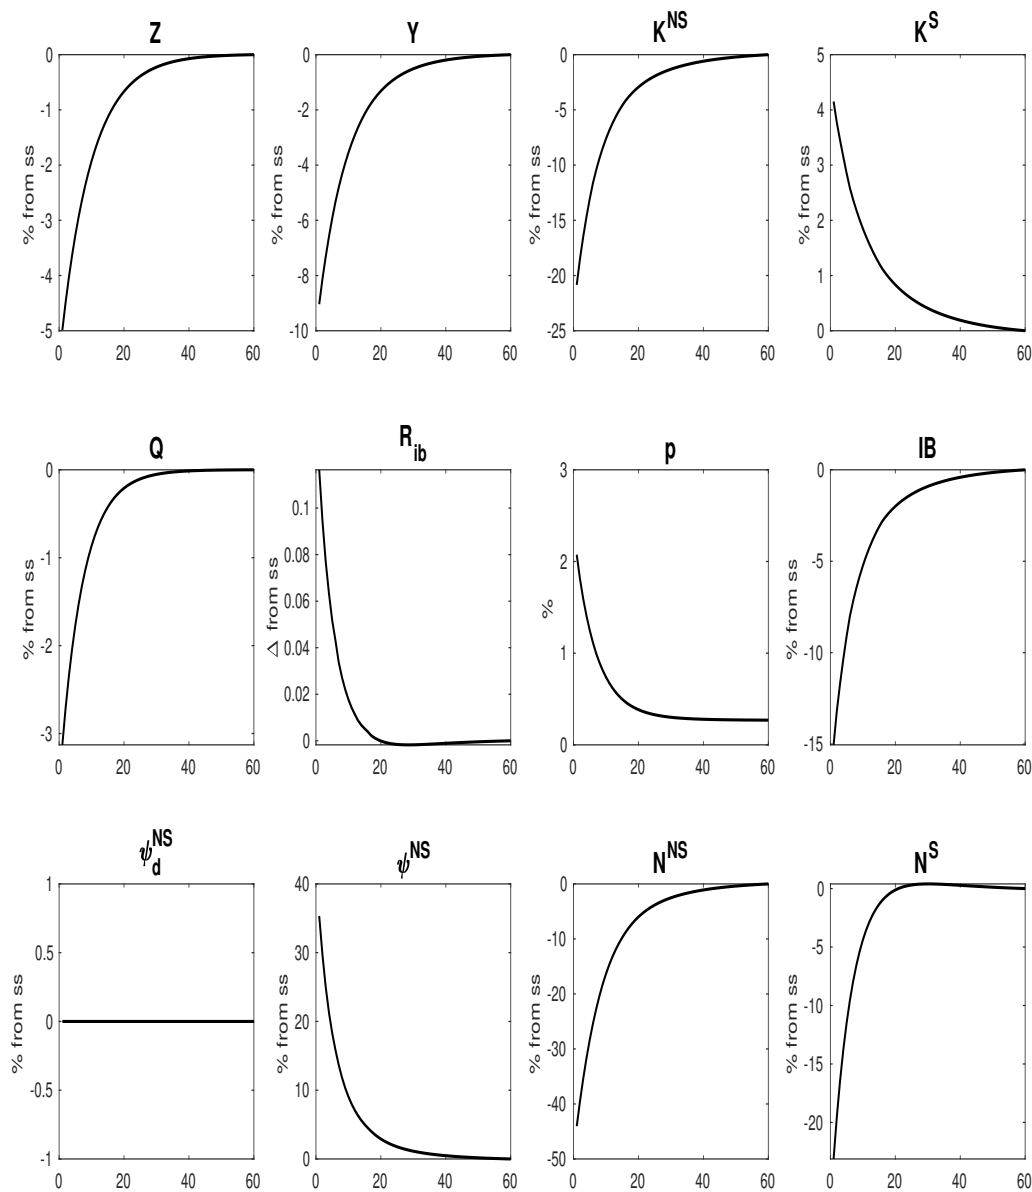 Z
Y
K^NS
K^S
% from ss
0
-1
-2
-3
-4
-5
0 20 40 60
% from ss
0
-2
-4
-6
-8
-10
0 20 40 60
% from ss
0
-5
-10
-15
-20
-25
0 20 40 60
% from ss
5
4
3
2
1
0
0 20 40 60
Q
R_ib
p
IB
% from ss
0
-1
-2
-3
0 20 40 60
Δ from ss
0.1
0.08
0.06
0.04
0.02
0
0 20 40 60
%
3
2
1
0
0 20 40 60
% from ss
0
-5
-10
-15
0 20 40 60
ψ_d^NS
ψ^NS
N^NS
N^S
% from ss
1
0.5
0
-0.5
-1
0 20 40 60
% from ss
40
30
20
10
0
0 20 40 60
% from ss
0
-10
-20
-30
-40
-50
0 20 40 60
% from ss
0
-5
-10
-15
-20
0 20 40 60